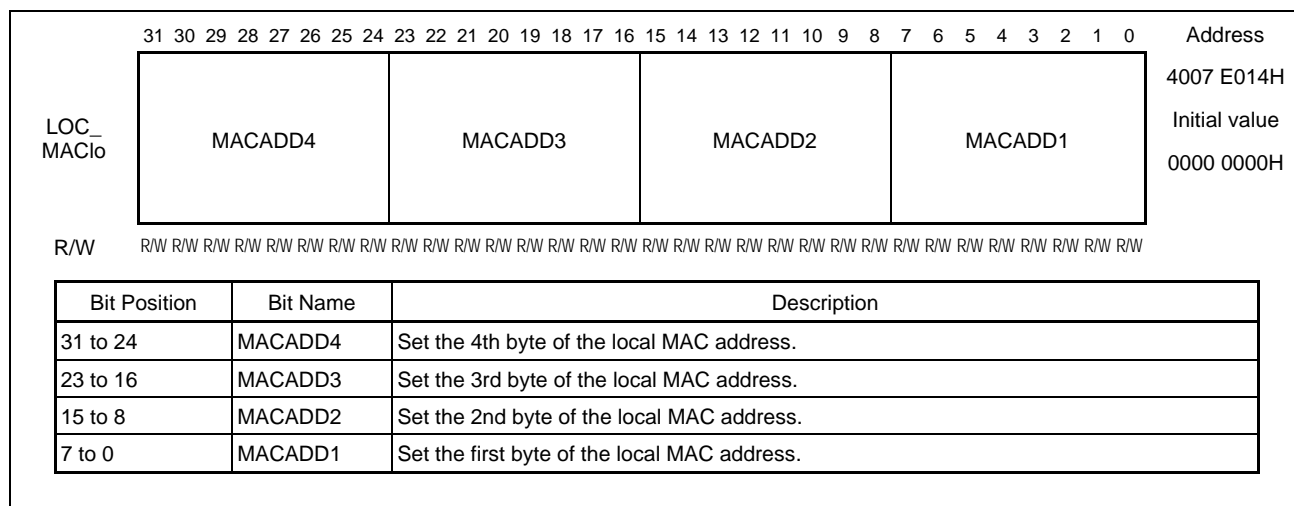 31 30 29 28 27 26 25 24 23 22 21 20 19 18 17 16 15 14 13 12 11 10 9 8 7 6 5 4 3 2 1 0 Address
4007 E014H
LOC_
MAClo
MACADD4 MACADD3 MACADD2 MACADD1
Initial value
0000 0000H
R/W R/W R/W R/W R/W R/W R/W R/W R/W R/W R/W R/W R/W R/W R/W R/W R/W R/W R/W R/W R/W R/W R/W R/W R/W R/W R/W R/W R/W R/W R/W R/W R/W
Bit Position Bit Name Description
31 to 24 MACADD4 Set the 4th byte of the local MAC address.
23 to 16 MACADD3 Set the 3rd byte of the local MAC address.
15 to 8 MACADD2 Set the 2nd byte of the local MAC address.
7 to 0 MACADD1 Set the first byte of the local MAC address.